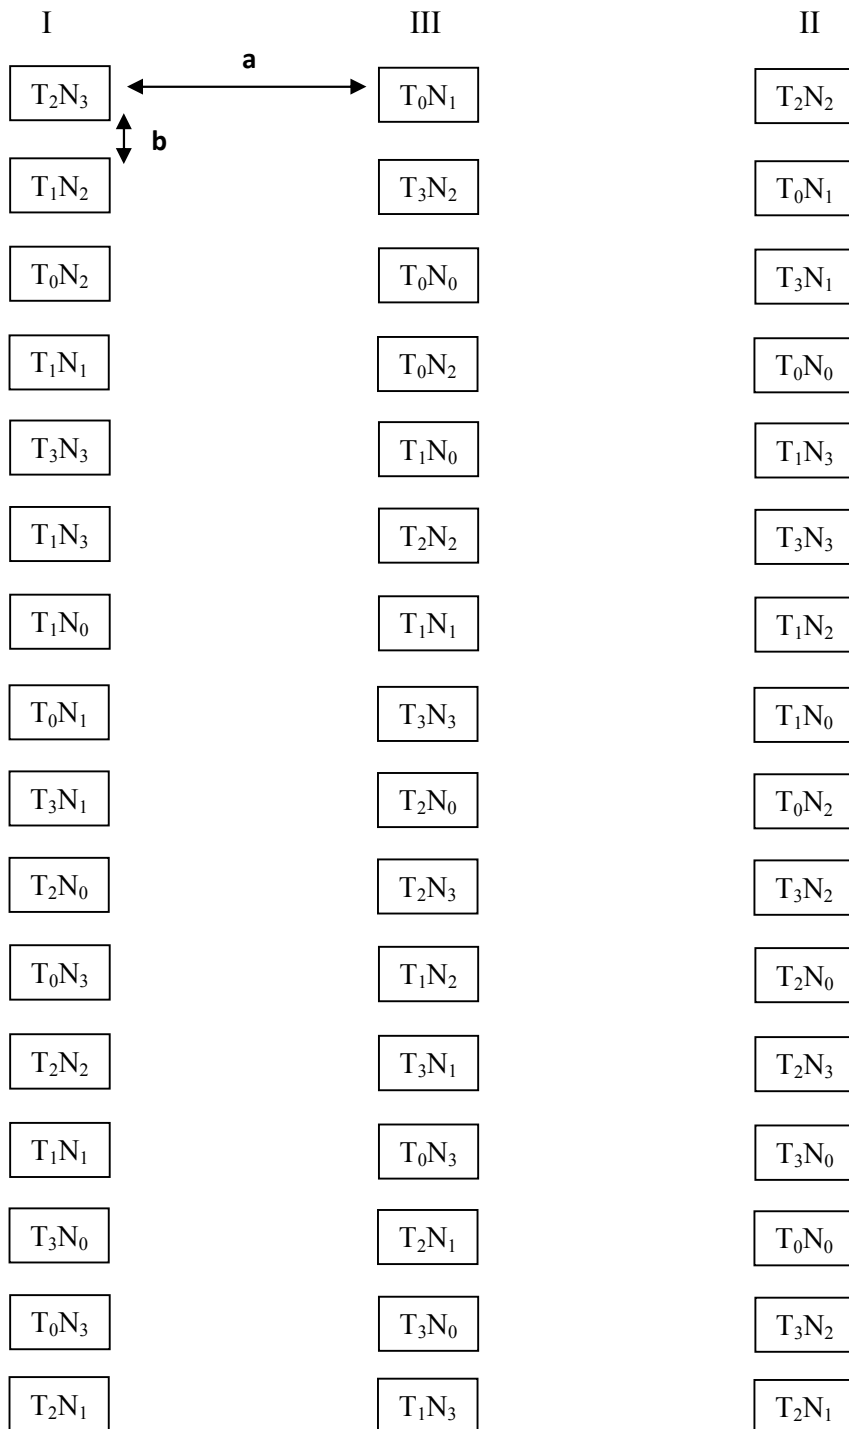 I III II
a
T₂N₃ T₀N₁ T₂N₂
b
T₁N₂ T₃N₂ T₀N₁
T₀N₂ T₀N₀ T₃N₁
T₁N₁ T₀N₂ T₀N₀
T₃N₃ T₁N₀ T₁N₃
T₁N₃ T₂N₂ T₃N₃
T₁N₀ T₁N₁ T₁N₂
T₀N₁ T₃N₃ T₁N₀
T₃N₁ T₂N₀ T₀N₂
T₂N₀ T₂N₃ T₃N₂
T₀N₃ T₁N₂ T₂N₀
T₂N₂ T₃N₁ T₂N₃
T₁N₁ T₀N₃ T₃N₀
T₃N₀ T₂N₁ T₀N₀
T₀N₃ T₃N₀ T₃N₂
T₂N₁ T₁N₃ T₂N₁